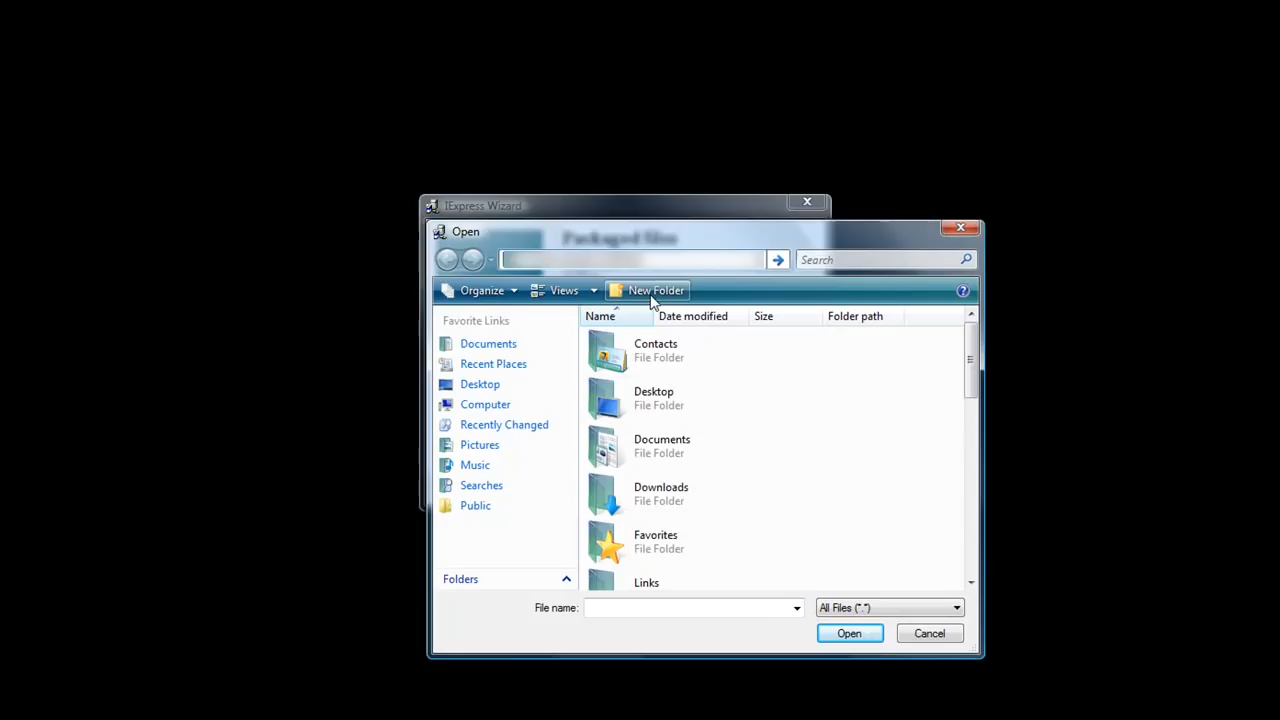 IExpress Wizard
Open
Packaged files
Search
Organize Views New Folder
Name Date modified Size Folder path
Favorite Links
Documents
Recent Places
Desktop
Computer
Recently Changed
Pictures
Music
Searches
Public
Folders
Contacts
File Folder
Desktop
File Folder
Documents
File Folder
Downloads
File Folder
Favorites
File Folder
Links
File name:
All Files (*.*)
Open Cancel